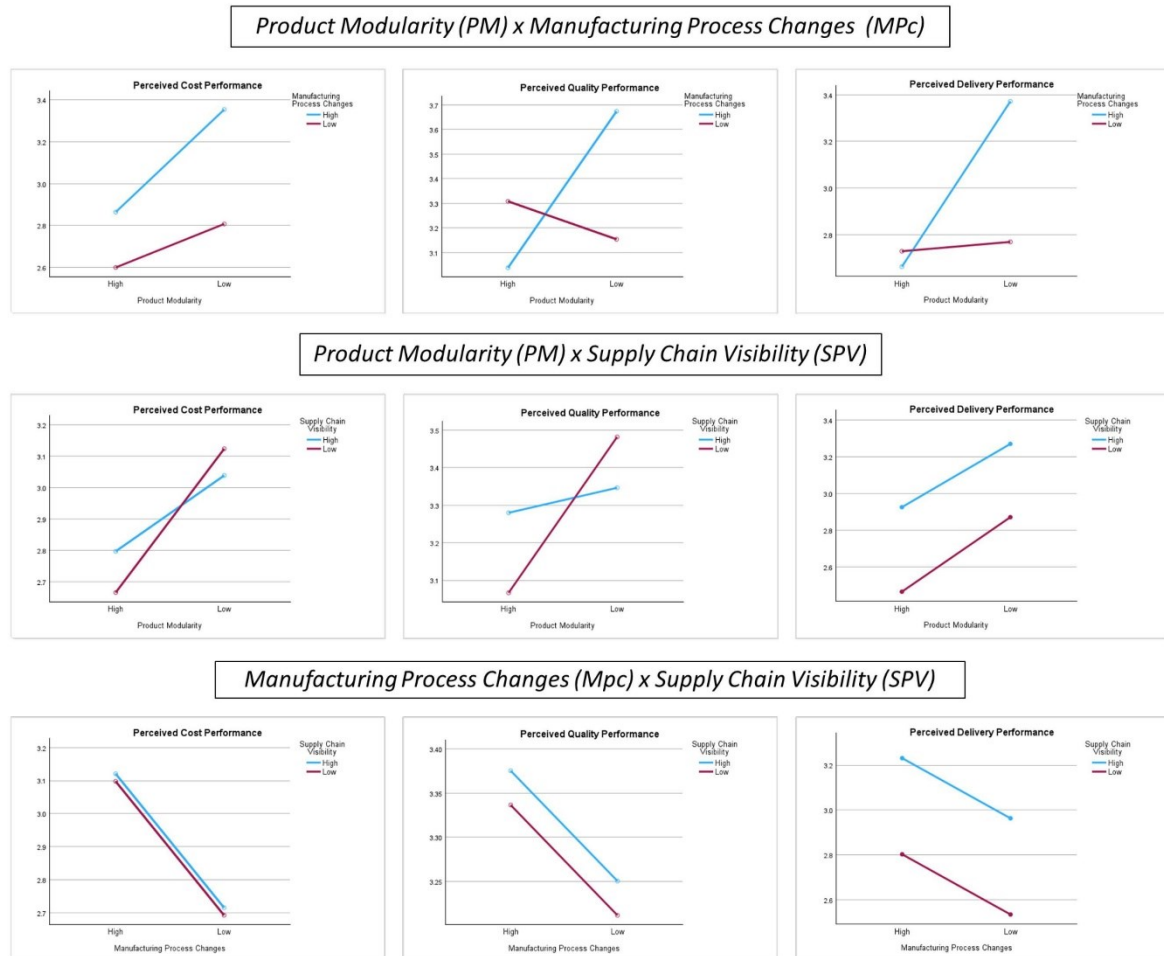 Product Modularity (PM) x Manufacturing Process Changes (MPc)
Perceived Cost Performance
Manufacturing
Process Changes
High
Low
3.4
3.2
3.0
2.8
2.6
High
Low
Product Modularity
Perceived Quality Performance
Manufacturing
Process Changes
High
Low
3.7
3.6
3.5
3.4
3.3
3.2
3.1
High
Low
Product Modularity
Perceived Delivery Performance
Manufacturing
Process Changes
High
Low
3.4
3.2
3.0
2.8
High
Low
Product Modularity
Product Modularity (PM) x Supply Chain Visibility (SPV)
Perceived Cost Performance
Supply Chain
Visibility
High
Low
3.2
3.1
3.0
2.9
2.8
2.7
High
Low
Product Modularity
Perceived Quality Performance
Supply Chain
Visibility
High
Low
3.5
3.4
3.3
3.2
3.1
High
Low
Product Modularity
Perceived Delivery Performance
Supply Chain
Visibility
High
Low
3.4
3.2
3.0
2.8
2.6
High
Low
Product Modularity
Manufacturing Process Changes (Mpc) x Supply Chain Visibility (SPV)
Perceived Cost Performance
Supply Chain
Visibility
High
Low
3.2
3.1
3.0
2.9
2.8
2.7
High
Low
Manufacturing Process Changes
Perceived Quality Performance
Supply Chain
Visibility
High
Low
3.40
3.35
3.30
3.25
High
Low
Manufacturing Process Changes
Perceived Delivery Performance
Supply Chain
Visibility
High
Low
3.2
3.0
2.8
2.6
High
Low
Manufacturing Process Changes